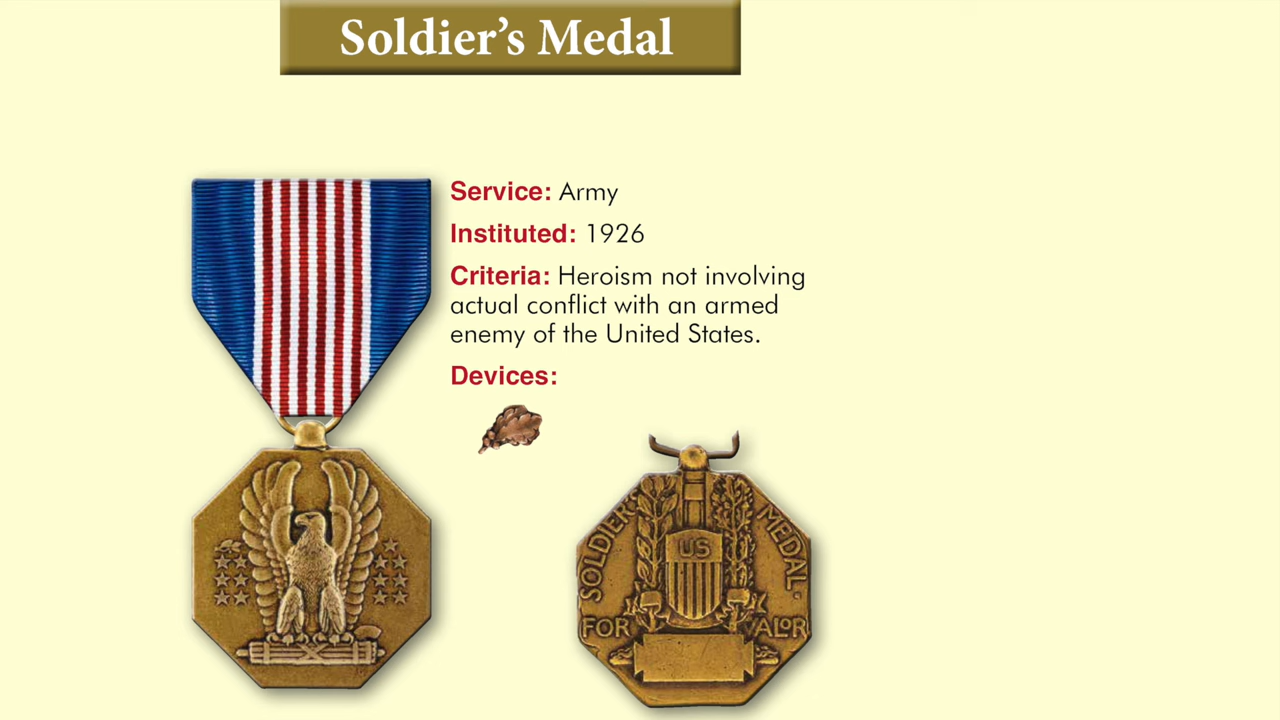 Soldier's Medal
Service: Army
Instituted: 1926
Criteria: Heroism not involving
actual conflict with an armed
enemy of the United States.
Devices:
SOLDIERS
MEDAL
US
FOR VALOR